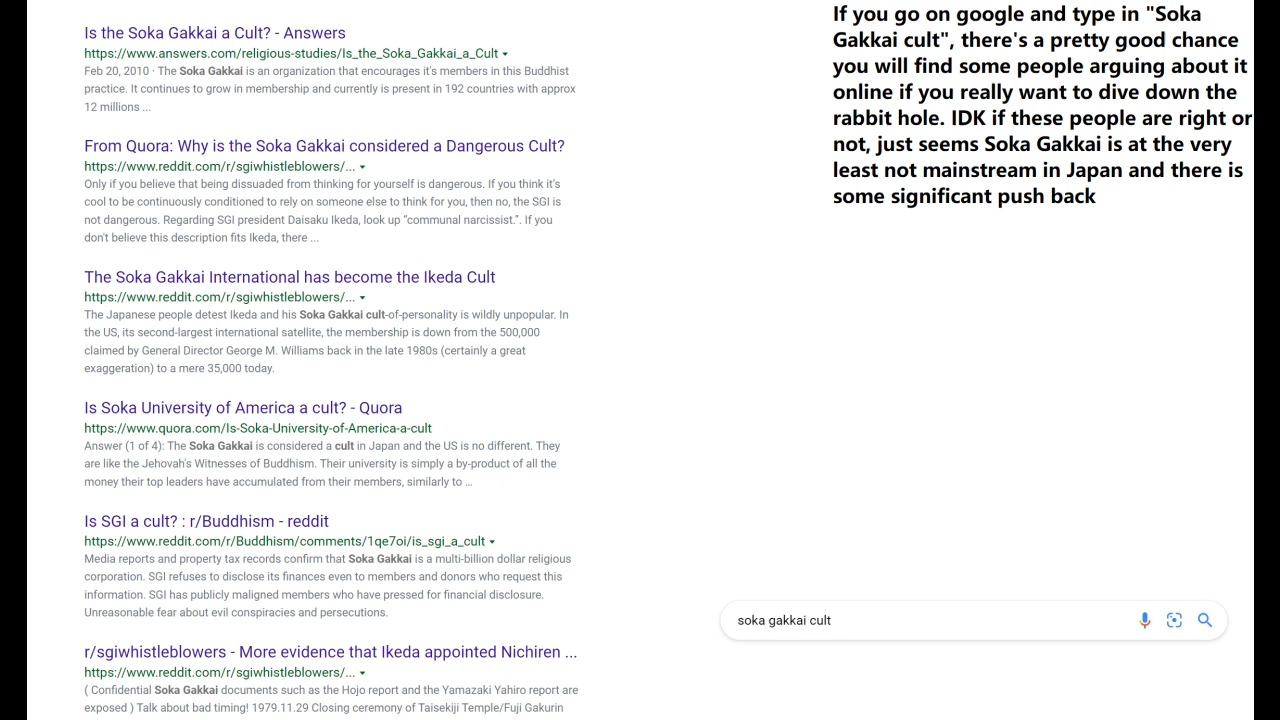 Is the Soka Gakkai a Cult? - Answers
https://www.answers.com/religious-studies/Is_the_Soka_Gakkai_a_Cult
Feb 20, 2010 · The Soka Gakkai is an organization that encourages it's members in this Buddhist
practice. It continues to grow in membership and currently is present in 192 countries with approx
12 millions ...
From Quora: Why is the Soka Gakkai considered a Dangerous Cult?
https://www.reddit.com/r/sgiwhistleblowers/...
Only if you believe that being dissuaded from thinking for yourself is dangerous. If you think it's
cool to be continuously conditioned to rely on someone else to think for you, then no, the SGI is
not dangerous. Regarding SGI president Daisaku Ikeda, look up “communal narcissist.”. If you
don't believe this description fits Ikeda, there ...
The Soka Gakkai International has become the Ikeda Cult
https://www.reddit.com/r/sgiwhistleblowers/...
The Japanese people detest Ikeda and his Soka Gakkai cult-of-personality is wildly unpopular. In
the US, its second-largest international satellite, the membership is down from the 500,000
claimed by General Director George M. Williams back in the late 1980s (certainly a great
exaggeration) to a mere 35,000 today.
Is Soka University of America a cult? - Quora
https://www.quora.com/Is-Soka-University-of-America-a-cult
Answer (1 of 4): The Soka Gakkai is considered a cult in Japan and the US is no different. They
are like the Jehovah's Witnesses of Buddhism. Their university is simply a by-product of all the
money their top leaders have accumulated from their members, similarly to …
Is SGI a cult? : r/Buddhism - reddit
https://www.reddit.com/r/Buddhism/comments/1qe7oi/is_sgi_a_cult
Media reports and property tax records confirm that Soka Gakkai is a multi-billion dollar religious
corporation. SGI refuses to disclose its finances even to members and donors who request this
information. SGI has publicly maligned members who have pressed for financial disclosure.
Unreasonable fear about evil conspiracies and persecutions.
r/sgiwhistleblowers - More evidence that Ikeda appointed Nichiren ...
https://www.reddit.com/r/sgiwhistleblowers/...
( Confidential Soka Gakkai documents such as the Hojo report and the Yamazaki Yahiro report are
exposed ) Talk about bad timing! 1979.11.29 Closing ceremony of Taisekiji Temple/Fuji Gakurin
If you go on google and type in "Soka
Gakkai cult", there's a pretty good chance
you will find some people arguing about it
online if you really want to dive down the
rabbit hole. IDK if these people are right or
not, just seems Soka Gakkai is at the very
least not mainstream in Japan and there is
some significant push back
soka gakkai cult